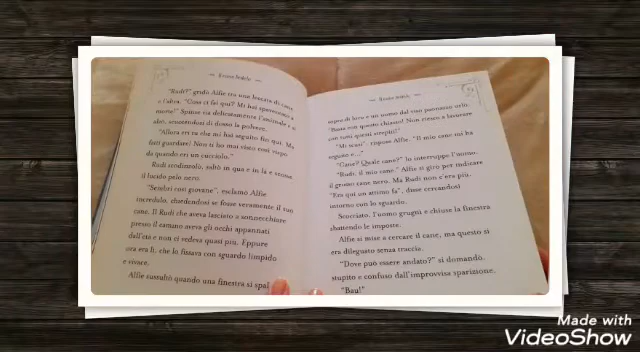 "Rudi?" gridò Alfie tra una leccata di cane
e l'altra. "Cosa ci fai qui? Mi hai spaventato a
morte!" Spinse via delicatamente l'animale e si
alzò, scuotendosi di dosso la polvere.
"Allora eri tu che mi hai seguito fin qui. Ma
fatti guardare! Non ti ho mai visto così vispo
da quando eri un cucciolo."
Rudi scodinzolò, saltò in qua e in là e scosse
il lucido pelo nero.
"Sembri così giovane", esclamò Alfie
incredulo, chiedendosi se fosse veramente il suo
cane. Il Rudi che aveva lasciato a sonnecchiare
presso il camino aveva gli occhi appannati
dall'età e non ci vedeva quasi più. Eppure
ora era lì, che lo fissava con sguardo limpido
e vivace.
Alfie sussultò quando una finestra si spal
sopra di loro e un uomo dal viso paonazzo urlò:
"Basta con questo chiasso! Non riesco a lavorare
con tutti questi strepiti!"
"Mi scusi", rispose Alfie. "Il mio cane mi ha
seguito e..."
"Cane? Quale cane?" lo interruppe l'uomo.
"Rudi, il mio cane." Alfie si girò per indicare
il grosso cane nero. Ma Rudi non c'era più.
"Era qui un attimo fa", disse cercandosi
intorno con lo sguardo.
Scocciato, l'uomo grugnì e chiuse la finestra
sbattendo le imposte.
Alfie si mise a cercare il cane, ma questo si
era dileguato senza traccia.
"Dove può essere andato?" si domandò,
stupito e confuso dall'improvvisa sparizione.
"Bau!"
Made with
VideoShow